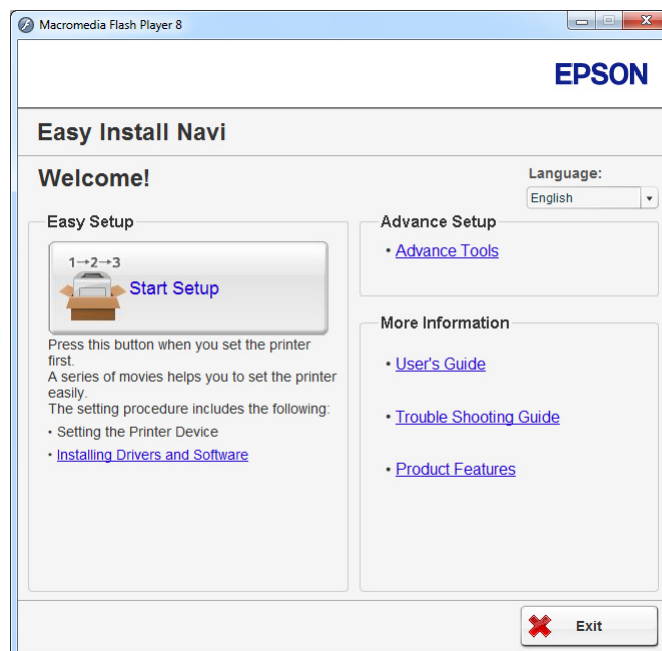 Macromedia Flash Player 8
EPSON
Easy Install Navi
Welcome!
Language:
English
Easy Setup
1→2→3
Start Setup
Press this button when you set the printer
first.
A series of movies helps you to set the printer
easily.
The setting procedure includes the following:
• Setting the Printer Device
• Installing Drivers and Software
Advance Setup
• Advance Tools
More Information
• User's Guide
• Trouble Shooting Guide
• Product Features
Exit